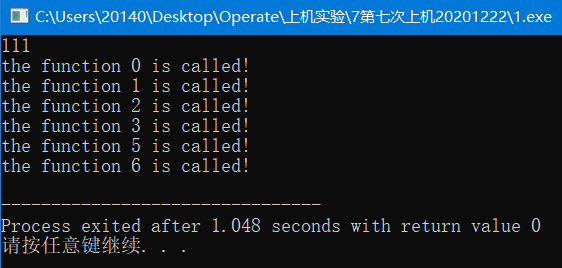 C:\Users\20140\Desktop\Operate\上机实验\7第七次上机20201222\1.exe
111
the function 0 is called!
the function 1 is called!
the function 2 is called!
the function 3 is called!
the function 5 is called!
the function 6 is called!
--------------------------------
Process exited after 1.048 seconds with return value 0
请按任意键继续. . .